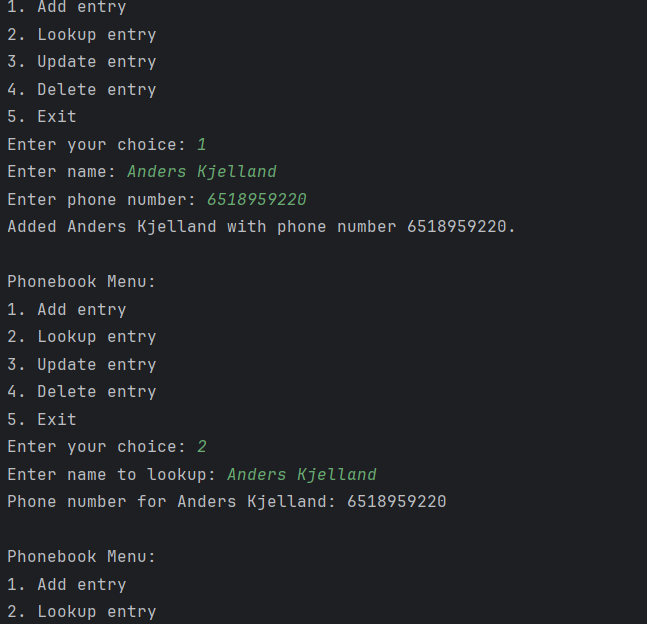 1. Add entry
2. Lookup entry
3. Update entry
4. Delete entry
5. Exit
Enter your choice: 1
Enter name: Anders Kjelland
Enter phone number: 6518959220
Added Anders Kjelland with phone number 6518959220.

Phonebook Menu:
1. Add entry
2. Lookup entry
3. Update entry
4. Delete entry
5. Exit
Enter your choice: 2
Enter name to lookup: Anders Kjelland
Phone number for Anders Kjelland: 6518959220

Phonebook Menu:
1. Add entry
2. Lookup entry